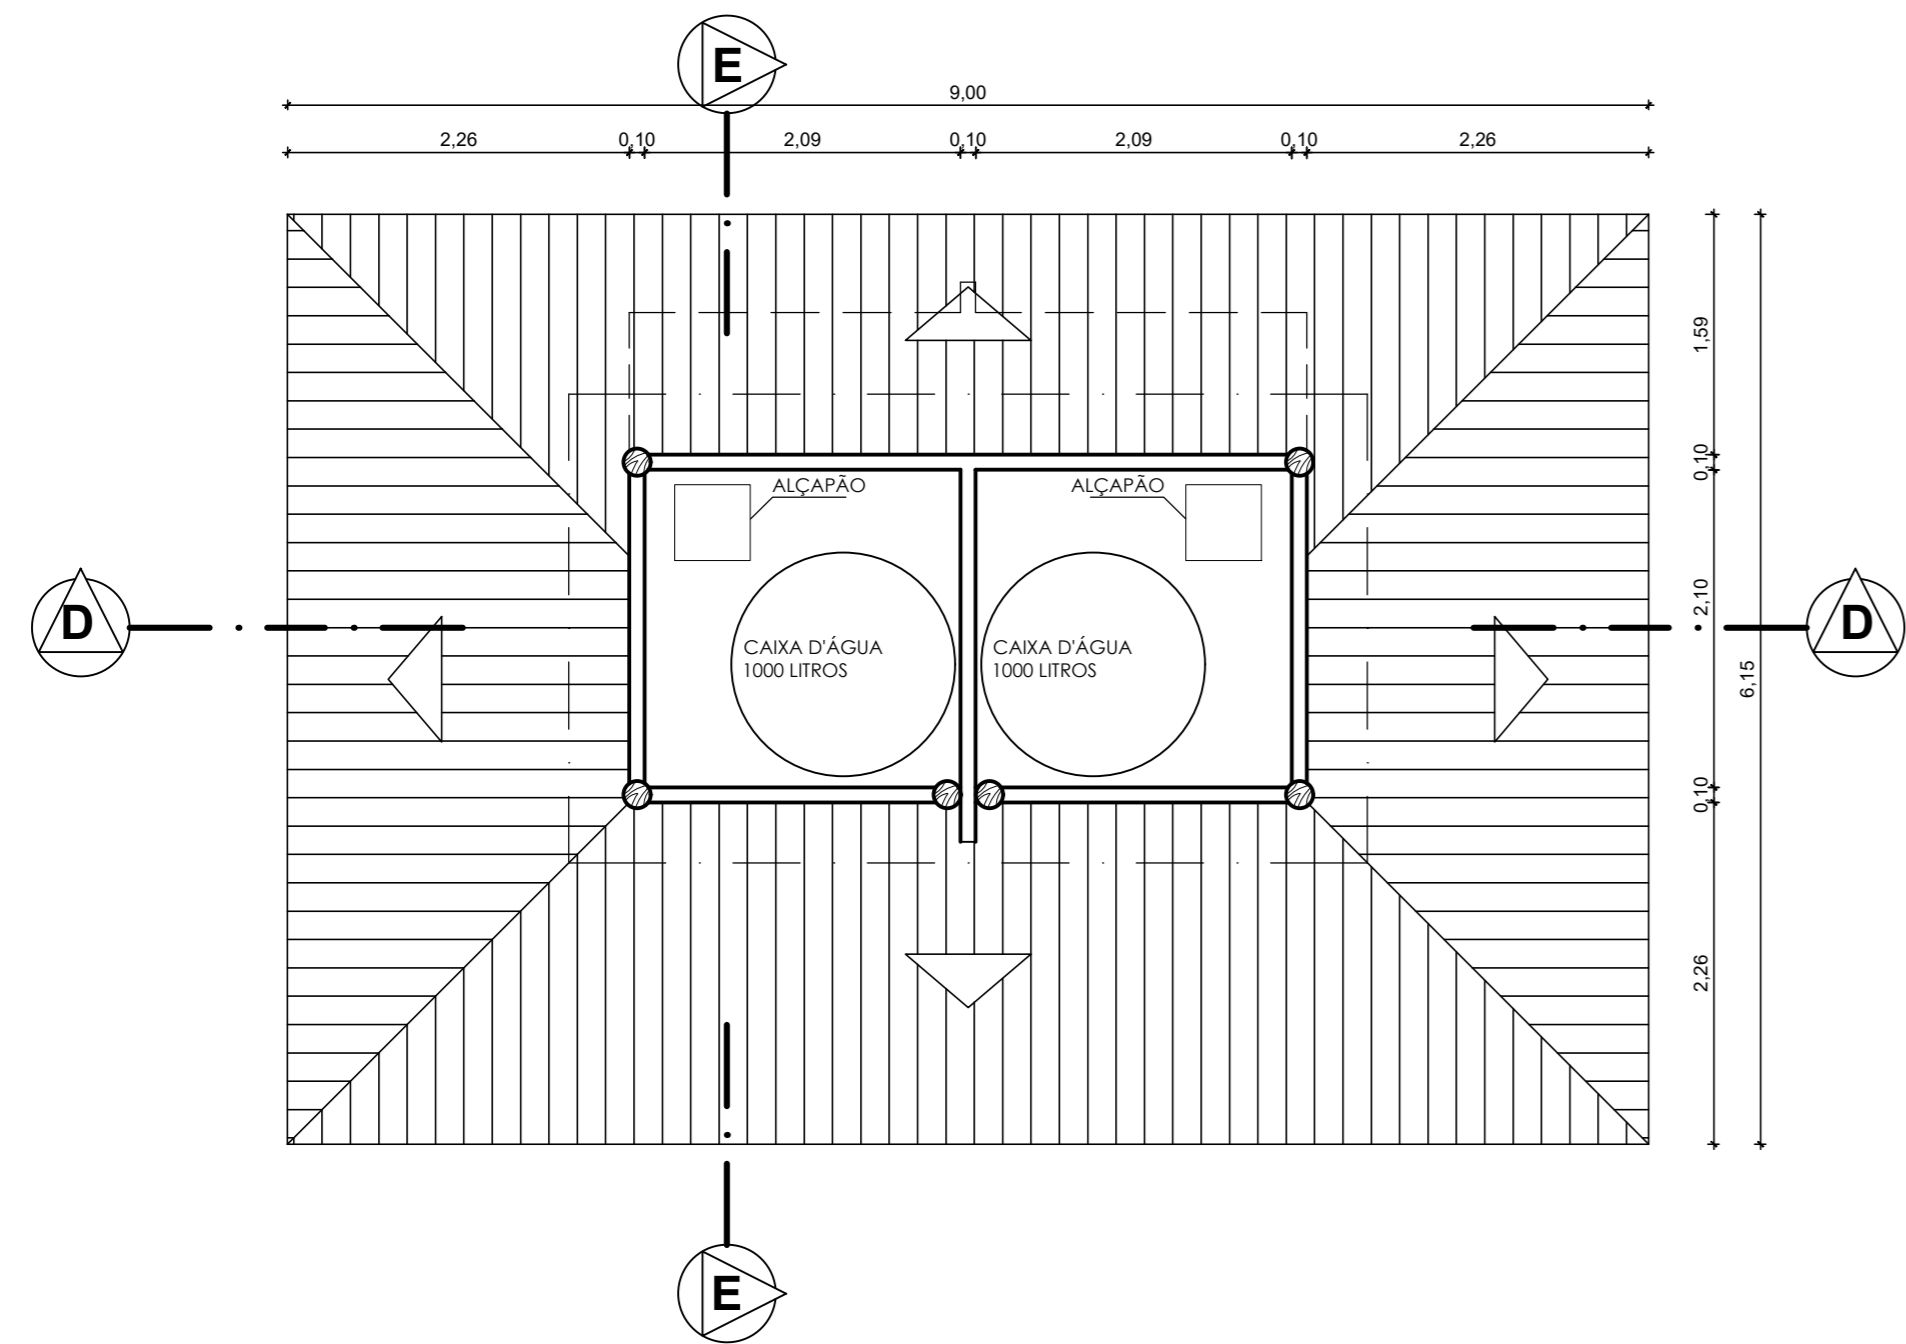 E
9,00
2,26 0,10 2,09 0,10 2,09 0,10 2,26
1,59
0,10
ALÇAPÃO ALÇAPÃO
D
CAIXA D'ÁGUA
1000 LITROS
CAIXA D'ÁGUA
1000 LITROS
2,10
D
6,15
0,10
2,26
E